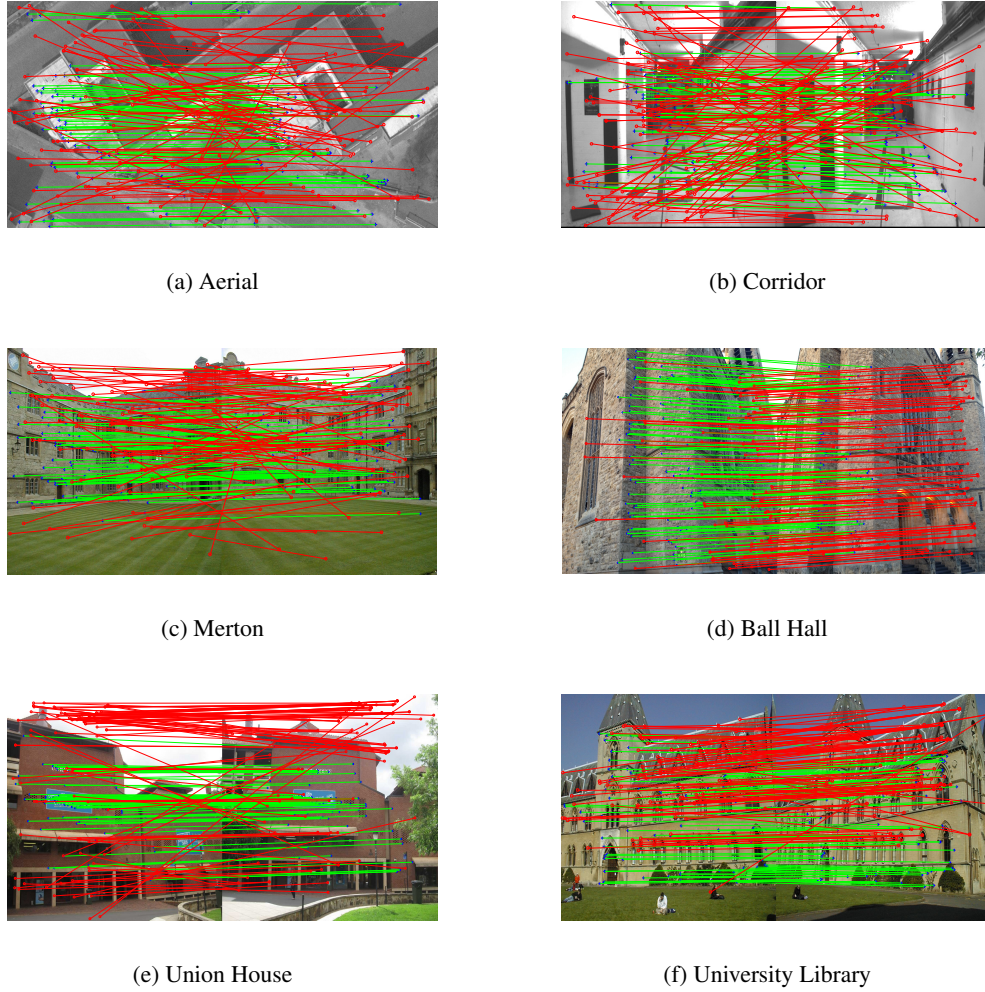 (a) Aerial
(b) Corridor
(c) Merton
(d) Ball Hall
(e) Union House
(f) University Library